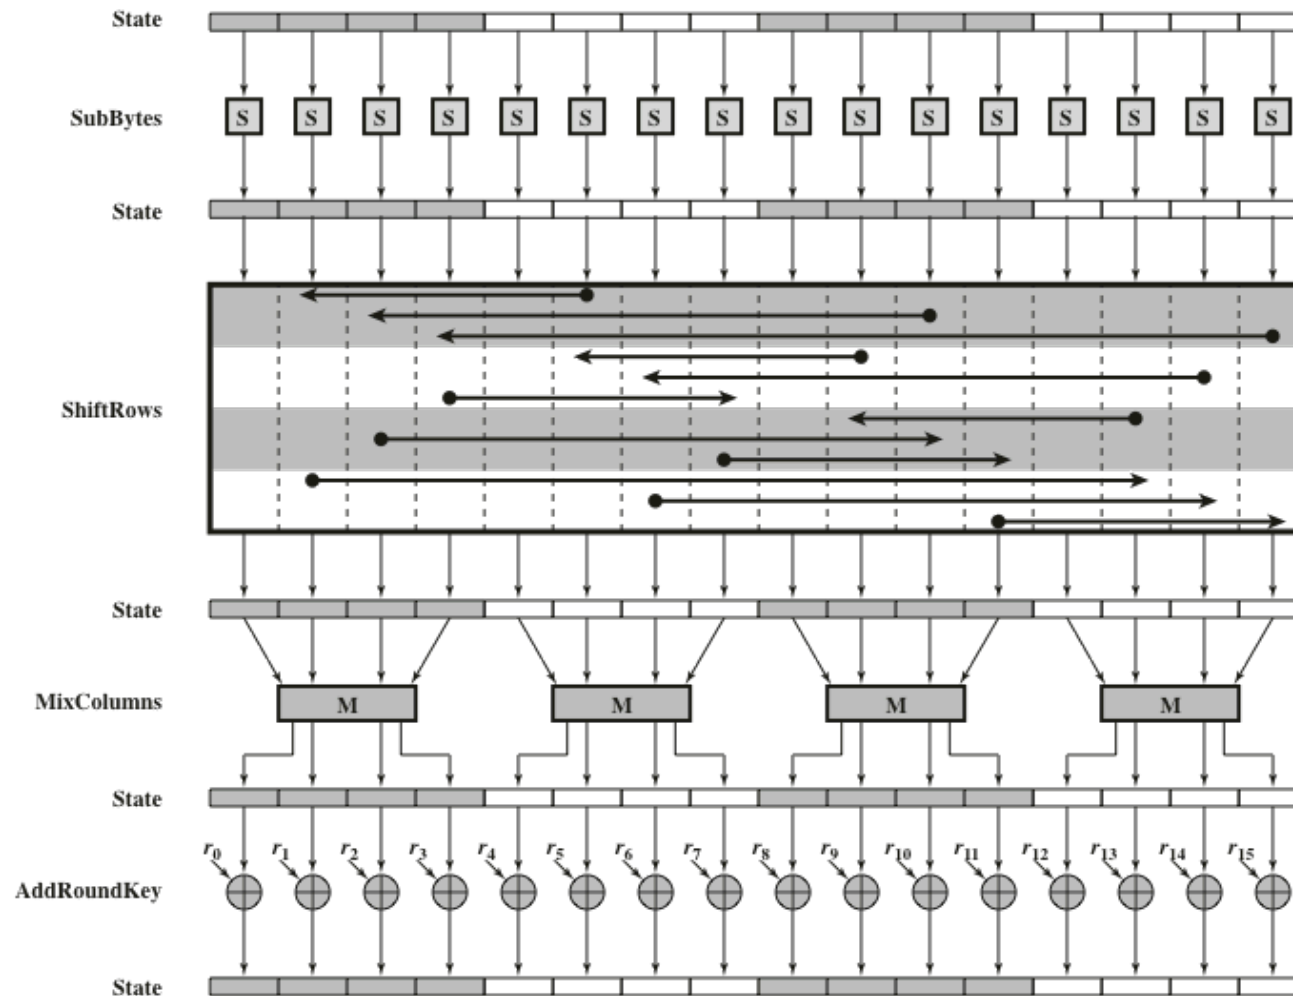 State
SubBytes S S S S S S S S S S S S S S S S
State
ShiftRows
State
MixColumns M M M M
State
r0 r1 r2 r3 r4 r5 r6 r7 r8 r9 r10 r11 r12 r13 r14 r15
AddRoundKey
State